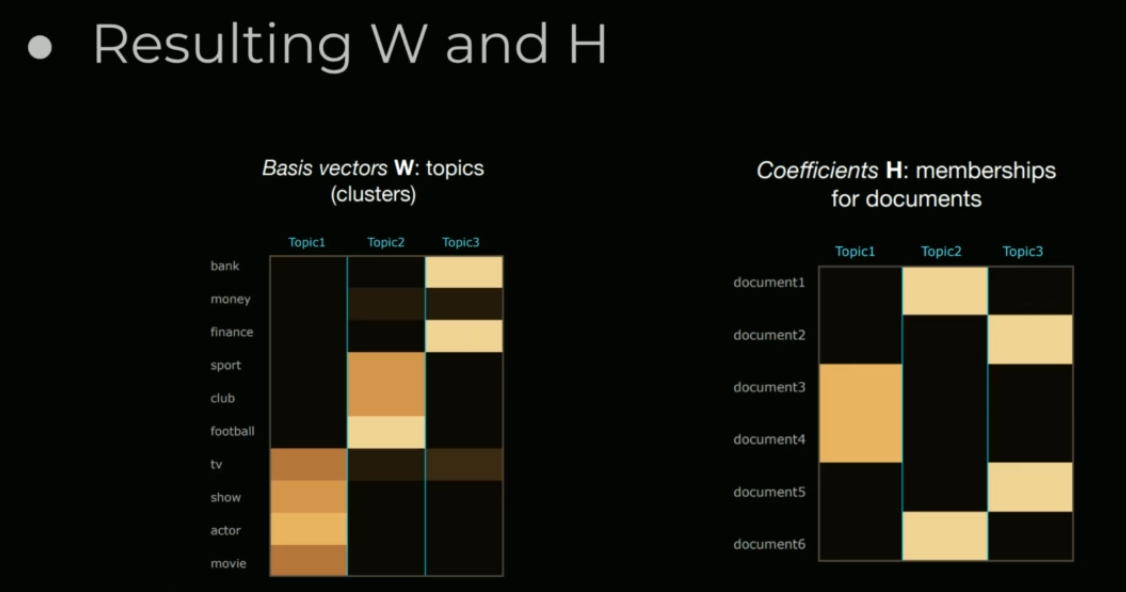 ● Resulting W and H
Basis vectors W: topics
(clusters)
Topic1 Topic2 Topic3
bank
money
finance
sport
club
football
tv
show
actor
movie
Coefficients H: memberships
for documents
Topic1 Topic2 Topic3
document1
document2
document3
document4
document5
document6